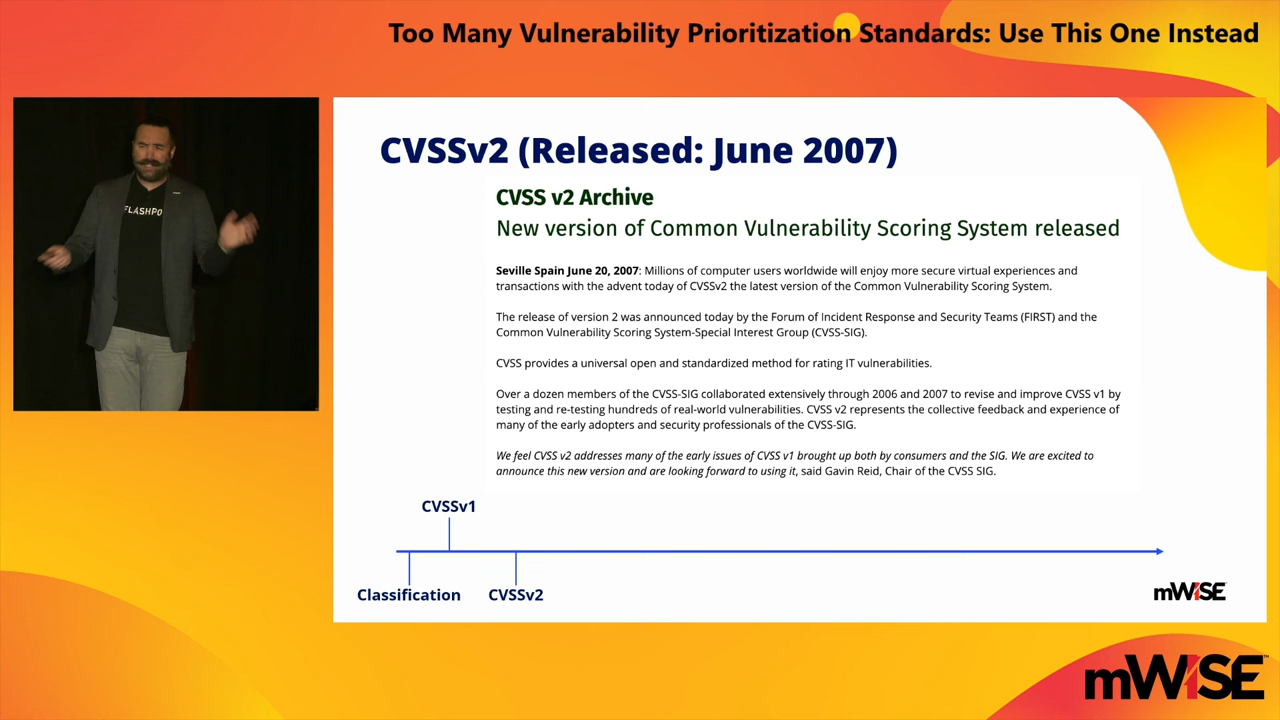 Too Many Vulnerability Prioritization Standards: Use This One Instead
FLASHPO
CVSSv2 (Released: June 2007)
CVSS v2 Archive
New version of Common Vulnerability Scoring System released
Seville Spain June 20, 2007: Millions of computer users worldwide will enjoy more secure virtual experiences and
transactions with the advent today of CVSSv2 the latest version of the Common Vulnerability Scoring System.
The release of version 2 was announced today by the Forum of Incident Response and Security Teams (FIRST) and the
Common Vulnerability Scoring System-Special Interest Group (CVSS-SIG).
CVSS provides a universal open and standardized method for rating IT vulnerabilities.
Over a dozen members of the CVSS-SIG collaborated extensively through 2006 and 2007 to revise and improve CVSS v1 by
testing and re-testing hundreds of real-world vulnerabilities. CVSS v2 represents the collective feedback and experience of
many of the early adopters and security professionals of the CVSS-SIG.
We feel CVSS v2 addresses many of the early issues of CVSS v1 brought up both by consumers and the SIG. We are excited to
announce this new version and are looking forward to using it, said Gavin Reid, Chair of the CVSS SIG.
CVSSv1
Classification
CVSSv2
mWISE
mWISE™